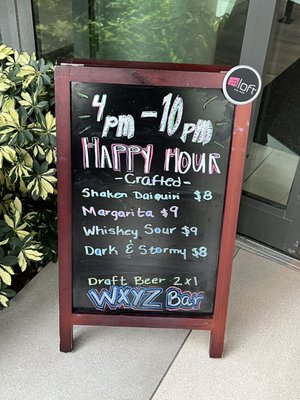 aloft
4pm - 10pm
HAPPY HOUR
-Crafted-
Shaken Daiquiri $8
Margarita $9
Whiskey Sour $9
Dark & Stormy $8
Draft Beer 2x1
WXYZ Bar